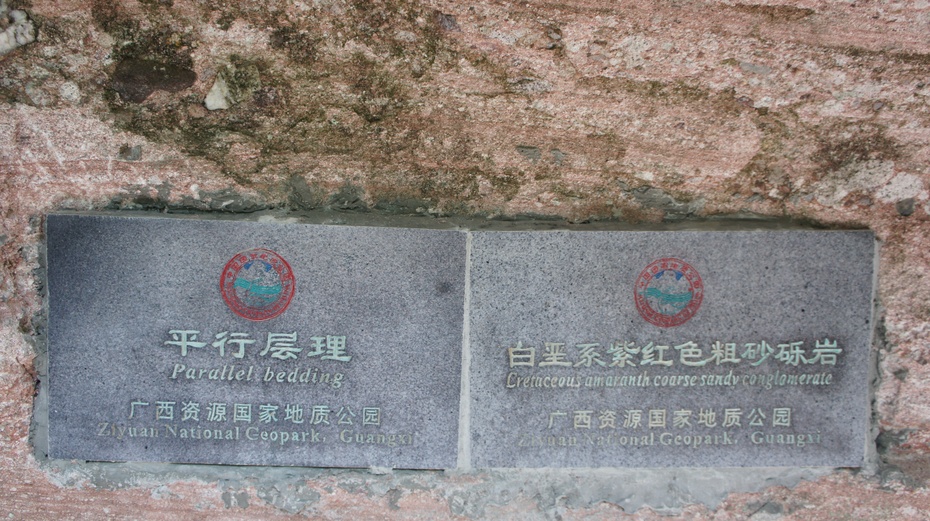 平行层理
Parallel bedding
广西资源国家地质公园
Ziyuan National Geopark, Guangxi
白垩系紫红色粗砂砾岩
Cretaceous amaranth coarse sandy conglomerate
广西资源国家地质公园
Ziyuan National Geopark, Guangxi